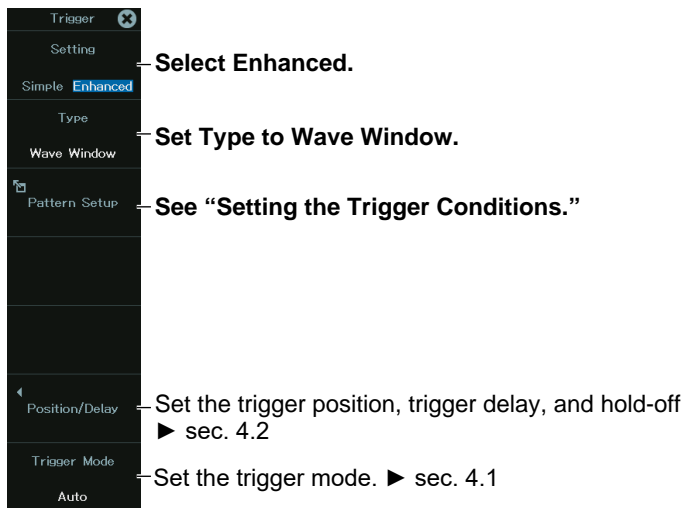 Trigger
Setting
Select Enhanced.
Simple Enhanced
Type
Set Type to Wave Window.
Wave Window
Pattern Setup
See “Setting the Trigger Conditions.”
Position/Delay
Set the trigger position, trigger delay, and hold-off
► sec. 4.2
Trigger Mode
Set the trigger mode. ► sec. 4.1
Auto